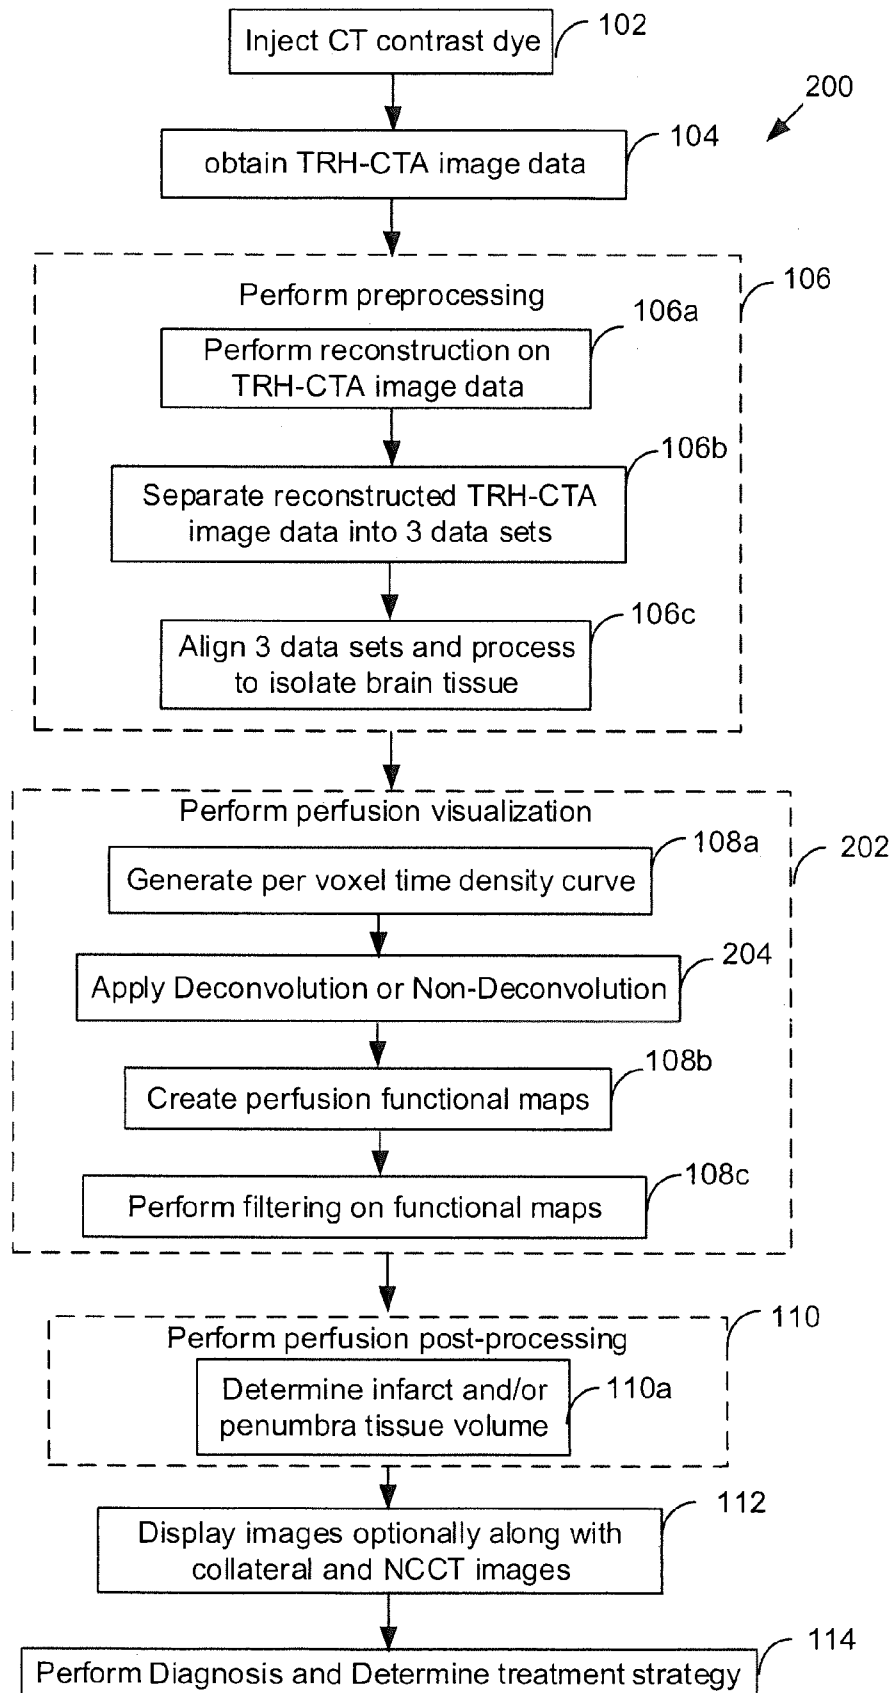 Inject CT contrast dye
102
200
obtain TRH-CTA image data
104
Perform preprocessing
106
106a
Perform reconstruction on
TRH-CTA image data
106b
Separate reconstructed TRH-CTA
image data into 3 data sets
106c
Align 3 data sets and process
to isolate brain tissue
Perform perfusion visualization
202
108a
Generate per voxel time density curve
204
Apply Deconvolution or Non-Deconvolution
108b
Create perfusion functional maps
108c
Perform filtering on functional maps
110
Perform perfusion post-processing
Determine infarct and/or
penumbra tissue volume
110a
112
Display images optionally along with
collateral and NCCT images
114
Perform Diagnosis and Determine treatment strategy